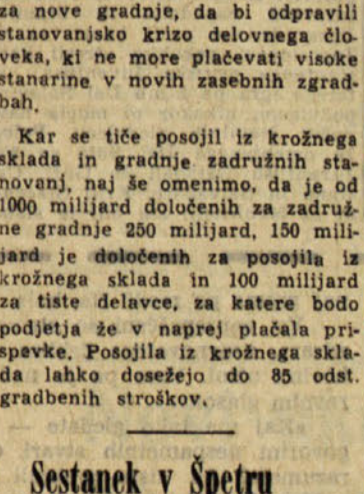 za nove gradnje, da bi odpravili
stanovanjsko krizo delovnega člo-
veka, ki ne more plačevati visoke
stanarine v novih zasebnih zgrad-
bah.
Kar se tiče posojil iz krožnega
sklada in gradnje zadružnih sta-
novanj, naj še omenimo, da je od
1000 milijard določenih za zadruž-
ne gradnje 250 milijard, 150 mili-
jard je določenih za posojila iz
krožnega sklada in 100 milijard
za tiste delavce, za katere bodo
podjetja že v naprej plačala pri-
spevke. Posojila iz krožnega skla-
da lahko dosežejo do 85 odst.
gradbenih stroškov.
Sestanek v Špetru